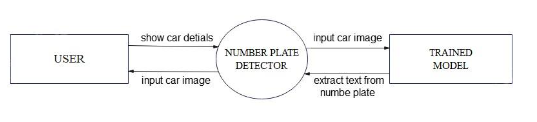 show car detials
input car image
USER
NUMBER PLATE
DETECTOR
TRAINED
MODEL
input car image
extract text from
numbe plate